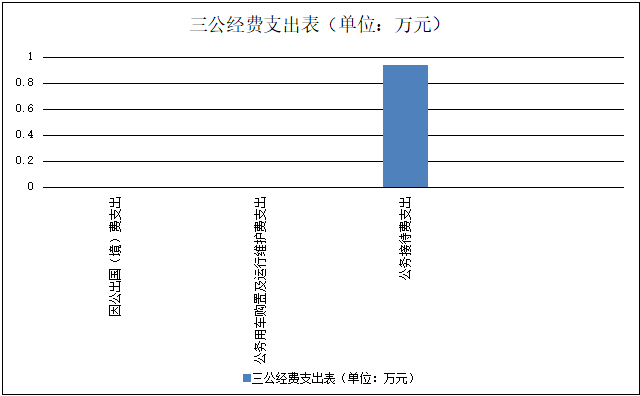 三公经费支出表（单位：万元）
1
0.8
0.6
0.4
0.2
0
因公出国（境）费支出
公务用车购置及运行维护费支出
公务接待费支出
三公经费支出表（单位：万元）